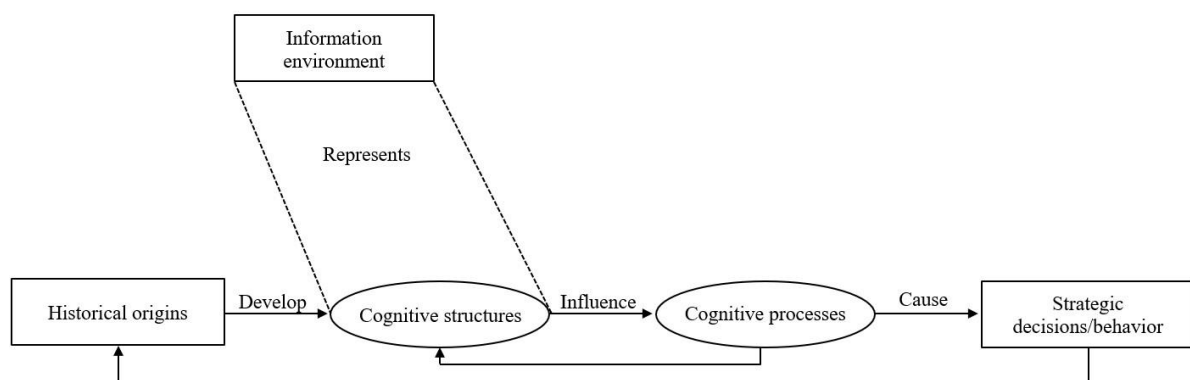 Information
environment
Represents
Historical origins
Develop
Cognitive structures
Influence
Cognitive processes
Cause
Strategic
decisions/behavior